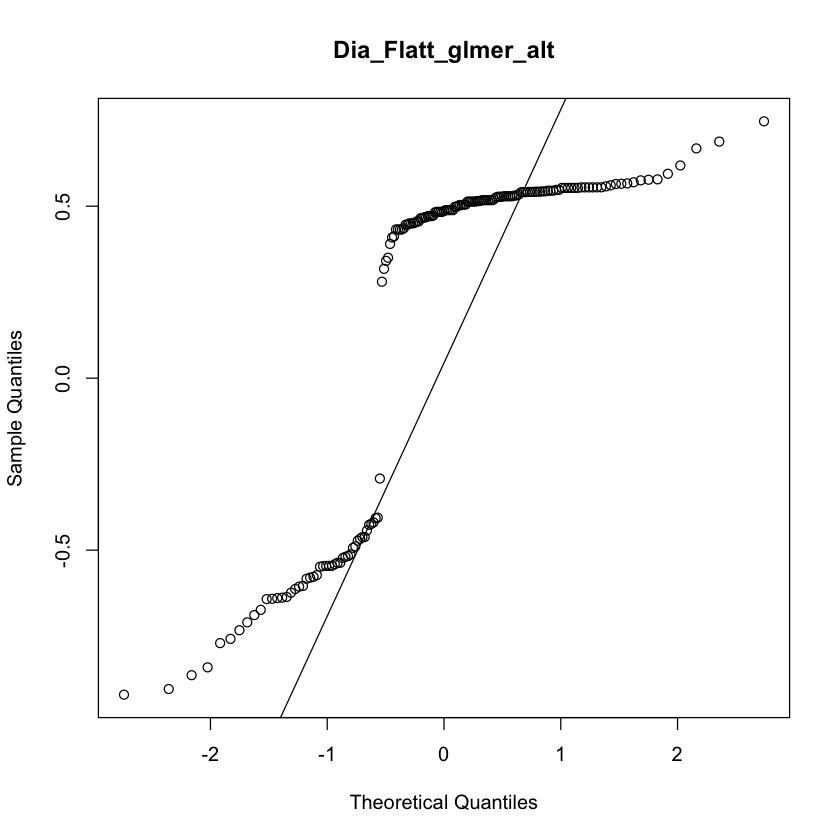 Dia_Flatt_glmer_alt
0.5
0.0
-0.5
Sample Quantiles
-2 -1 0 1 2
Theoretical Quantiles